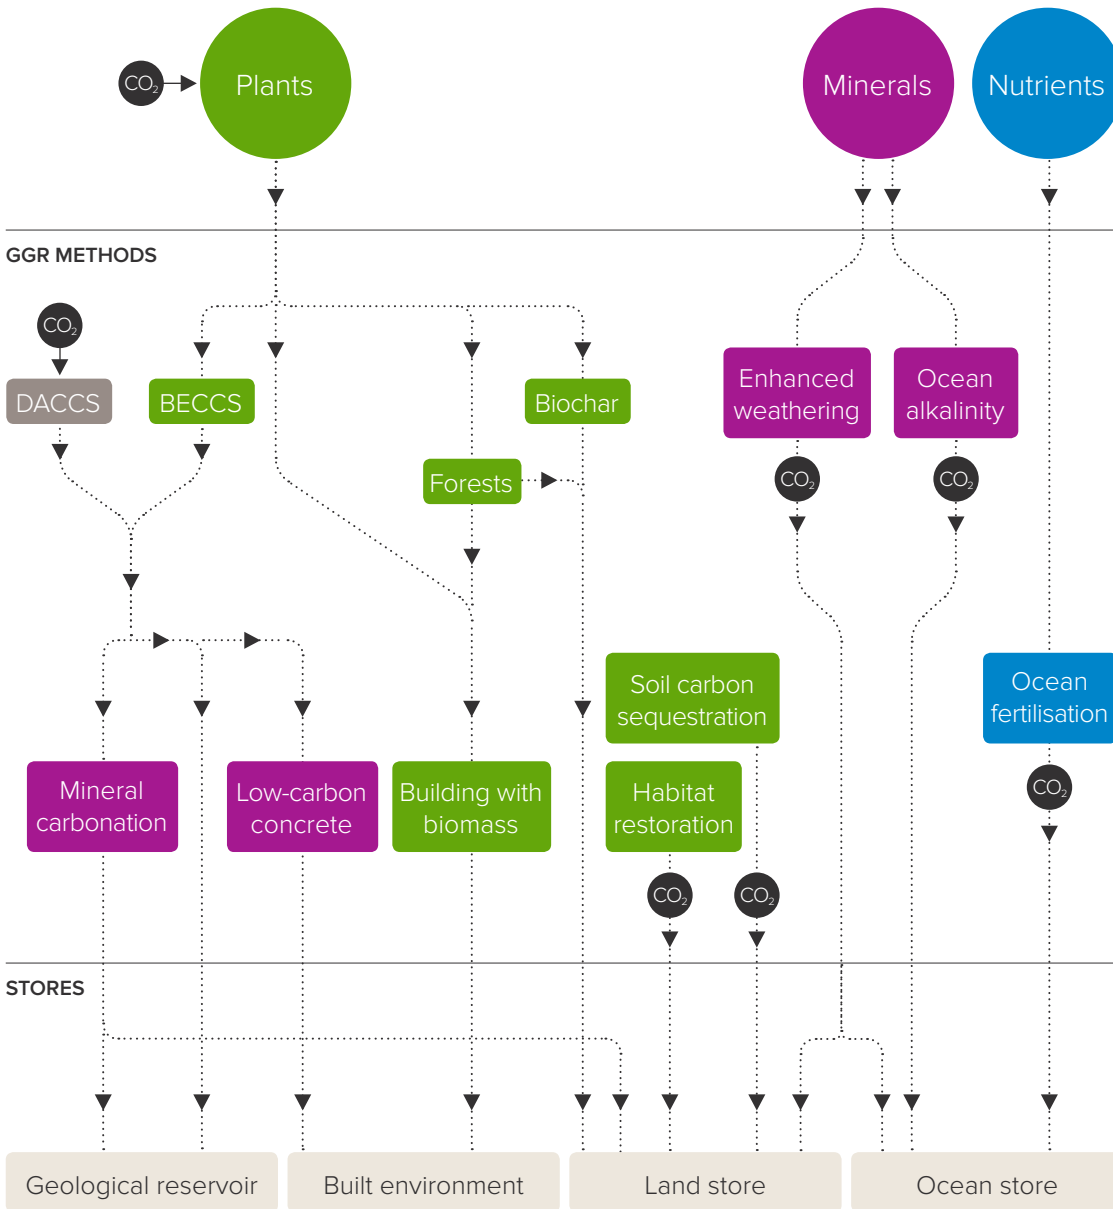 CO₂
Plants
Minerals
Nutrients
GGR METHODS
CO₂
DACCS
BECCS
Biochar
Enhanced
weathering
Ocean
alkalinity
Forests
CO₂
CO₂
Soil carbon
sequestration
Ocean
fertilisation
Mineral
carbonation
Low-carbon
concrete
Building with
biomass
Habitat
restoration
CO₂
CO₂
CO₂
STORES
Geological reservoir
Built environment
Land store
Ocean store